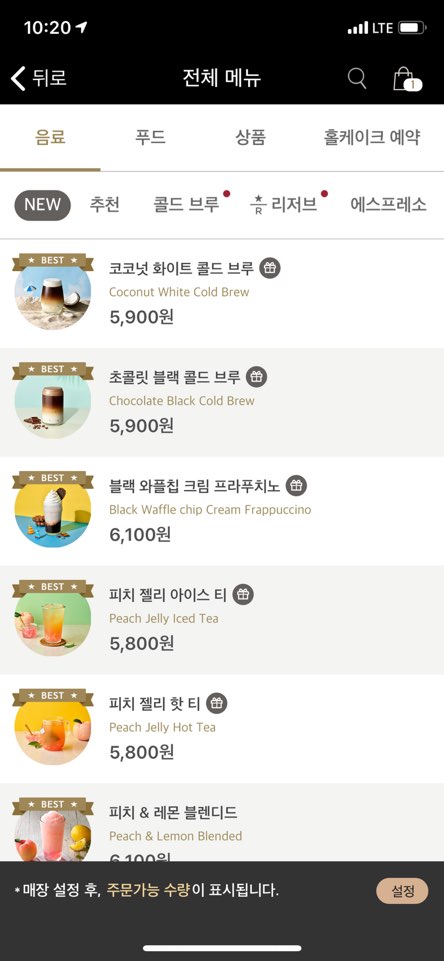 10:20
LTE
뒤로
전체 메뉴
1
음료
푸드
상품
홀케이크 예약
NEW
추천
콜드 브루
R 리저브
에스프레소
BEST
코코넛 화이트 콜드 브루
Coconut White Cold Brew
5,900원
BEST
초콜릿 블랙 콜드 브루
Chocolate Black Cold Brew
5,900원
BEST
블랙 와플칩 크림 프라푸치노
Black Waffle chip Cream Frappuccino
6,100원
BEST
피치 젤리 아이스 티
Peach Jelly Iced Tea
5,800원
BEST
피치 젤리 핫 티
Peach Jelly Hot Tea
5,800원
BEST
피치 & 레몬 블렌디드
Peach & Lemon Blended
6,100원
*매장 설정 후, 주문가능 수량이 표시됩니다.
설정